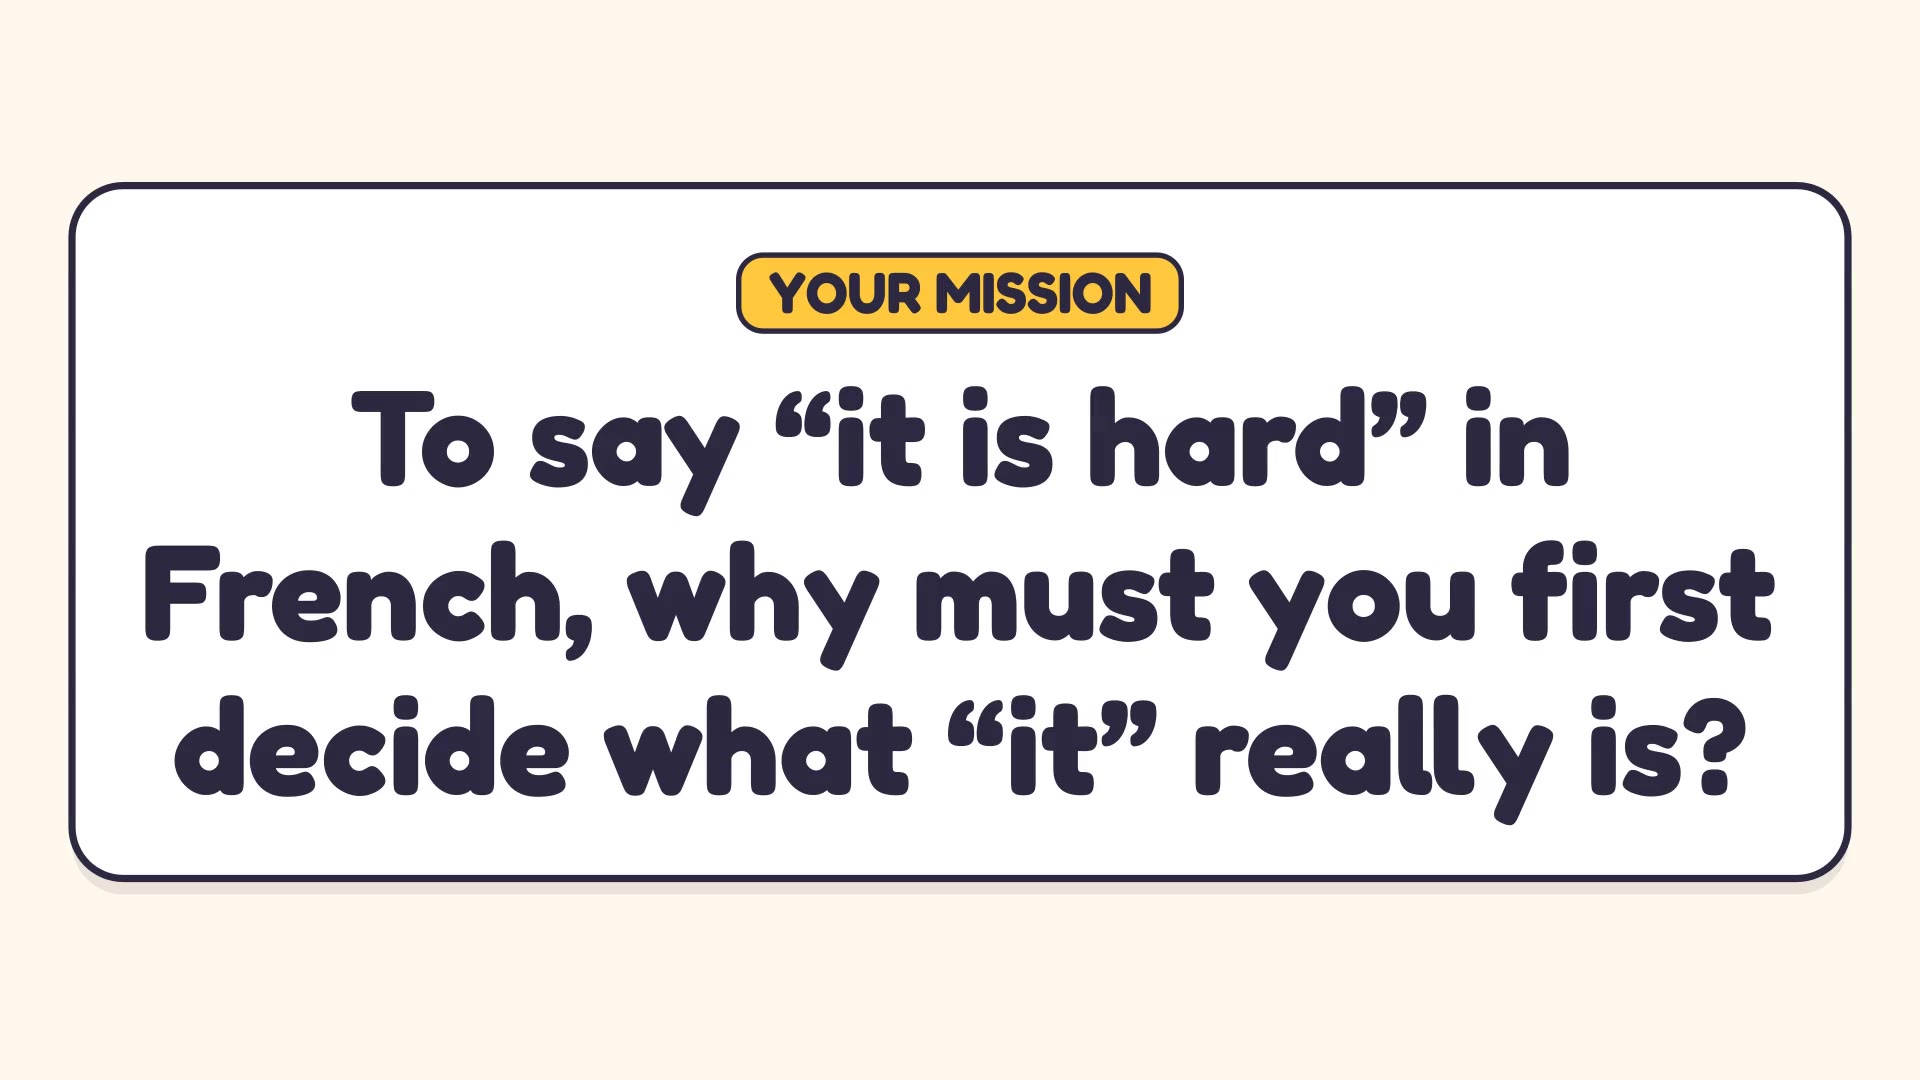 YOUR MISSION
To say “it is hard” in
French, why must you first
decide what “it” really is?